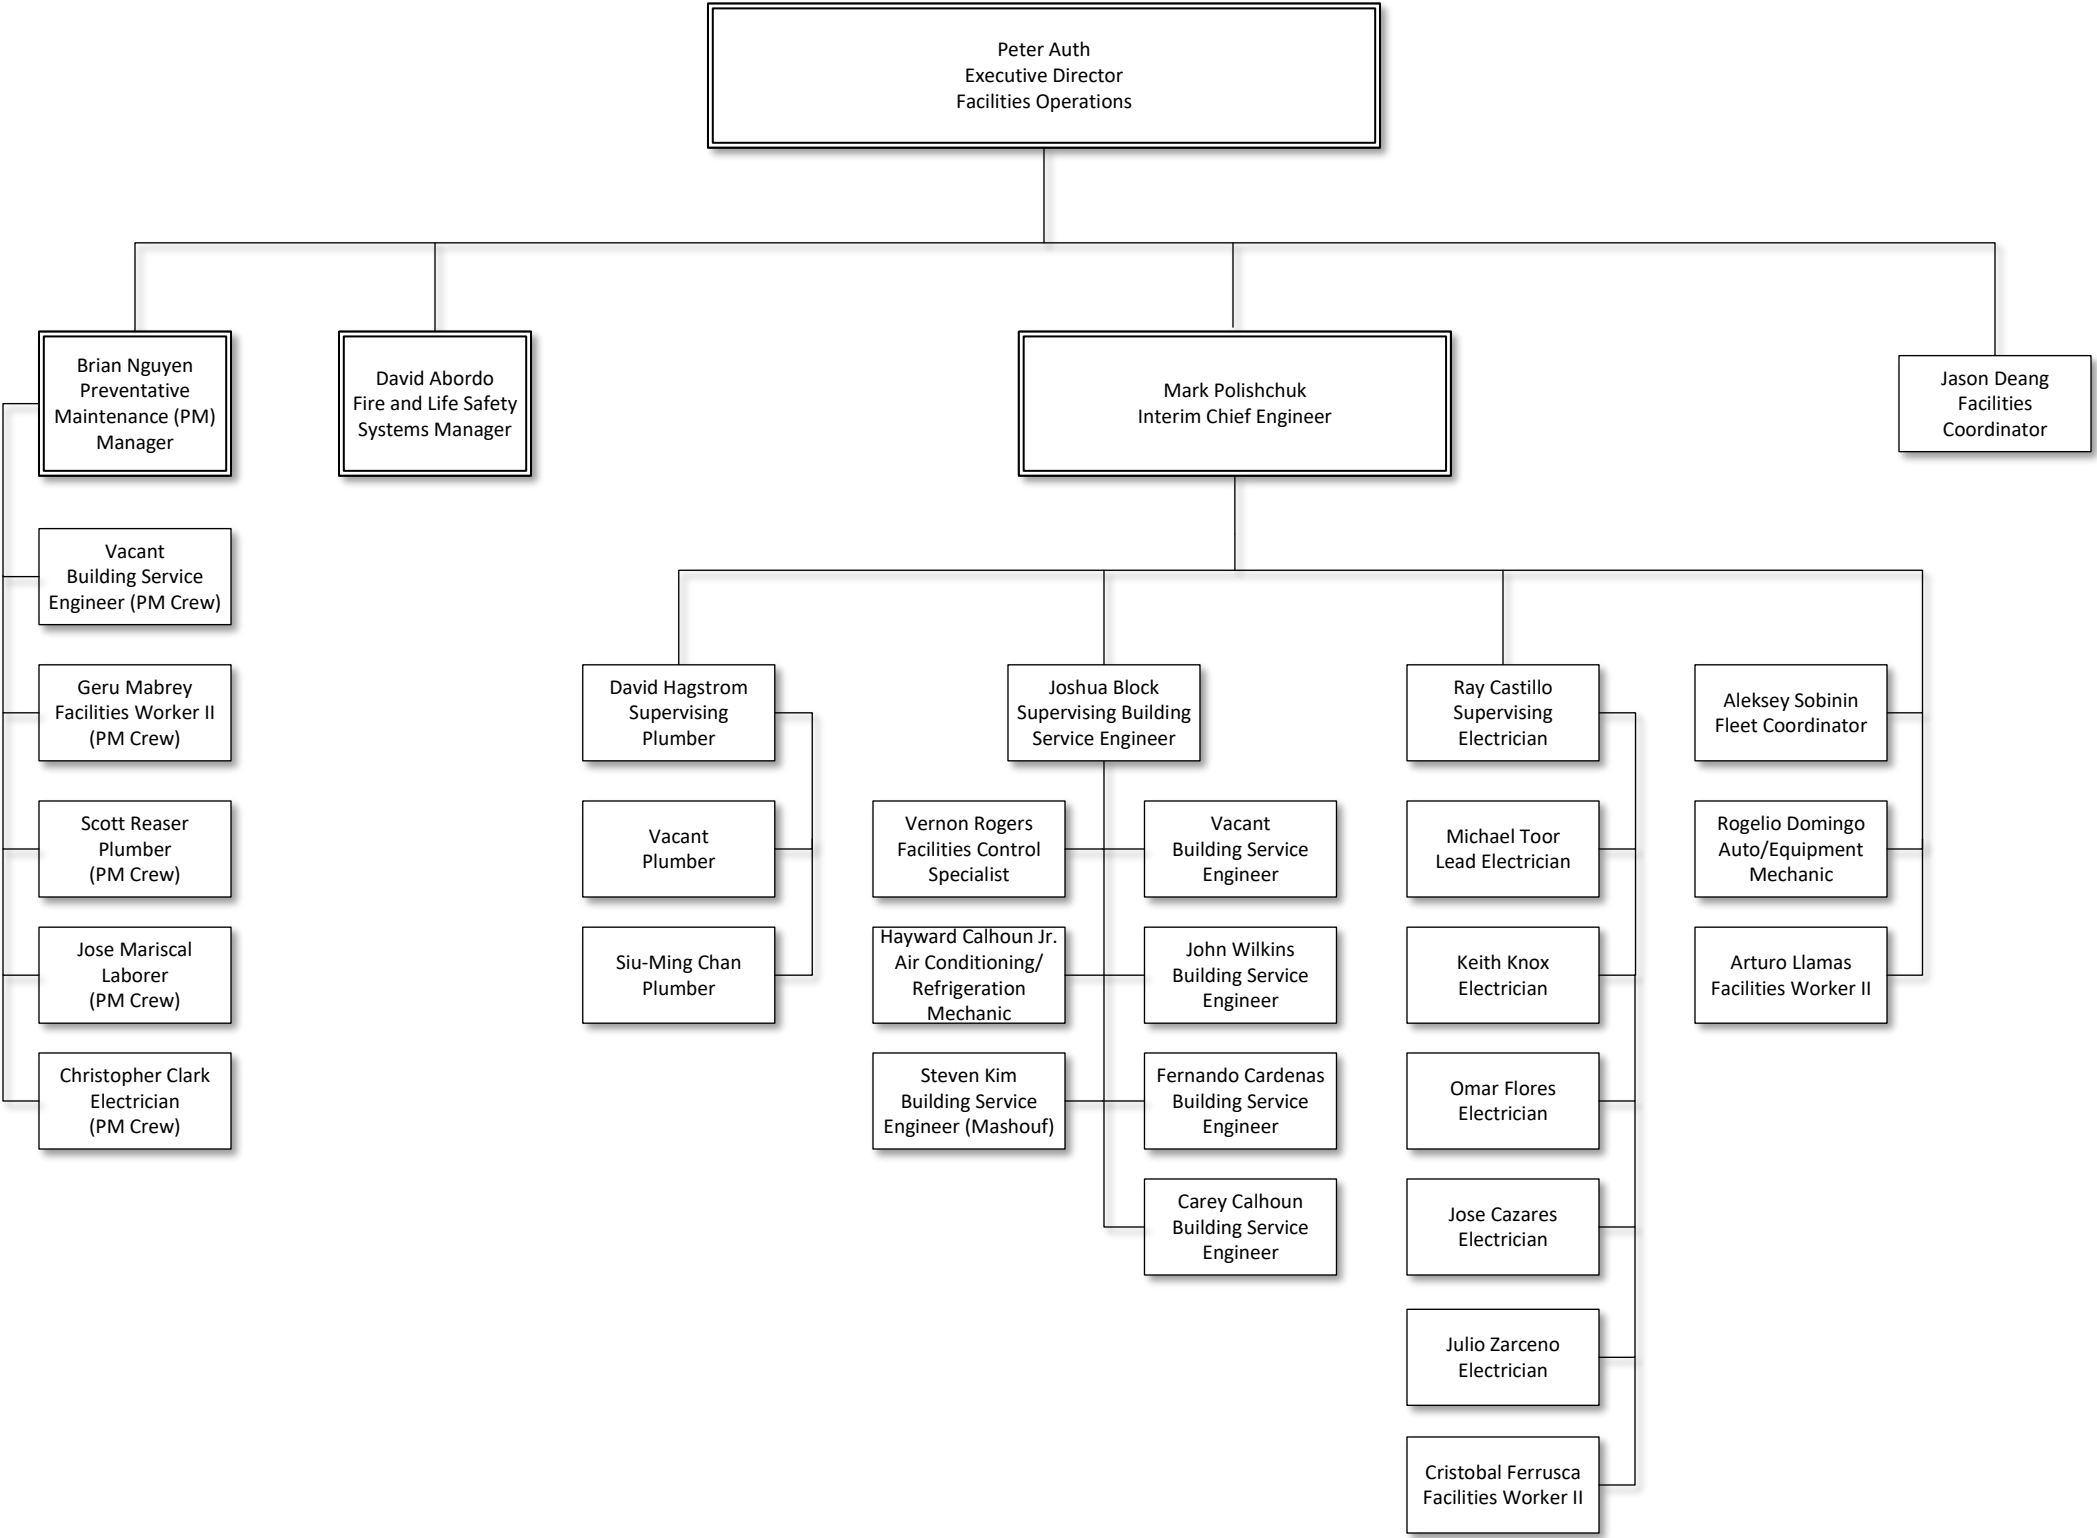 Peter Auth
Executive Director
Facilities Operations
Brian Nguyen
Preventative
Maintenance (PM)
Manager
David Abordo
Fire and Life Safety
Systems Manager
Mark Polishchuk
Interim Chief Engineer
Jason Deang
Facilities
Coordinator
Vacant
Building Service
Engineer (PM Crew)
Geru Mabrey
Facilities Worker II
(PM Crew)
Scott Reaser
Plumber
(PM Crew)
Jose Mariscal
Laborer
(PM Crew)
Christopher Clark
Electrician
(PM Crew)
David Hagstrom
Supervising
Plumber
Vacant
Plumber
Siu-Ming Chan
Plumber
Joshua Block
Supervising Building
Service Engineer
Vernon Rogers
Facilities Control
Specialist
Hayward Calhoun Jr.
Air Conditioning/
Refrigeration
Mechanic
Steven Kim
Building Service
Engineer (Mashouf)
Vacant
Building Service
Engineer
John Wilkins
Building Service
Engineer
Fernando Cardenas
Building Service
Engineer
Carey Calhoun
Building Service
Engineer
Ray Castillo
Supervising
Electrician
Michael Toor
Lead Electrician
Keith Knox
Electrician
Omar Flores
Electrician
Jose Cazares
Electrician
Julio Zarceno
Electrician
Cristobal Ferrusca
Facilities Worker II
Aleksey Sobinin
Fleet Coordinator
Rogelio Domingo
Auto/Equipment
Mechanic
Arturo Llamas
Facilities Worker II